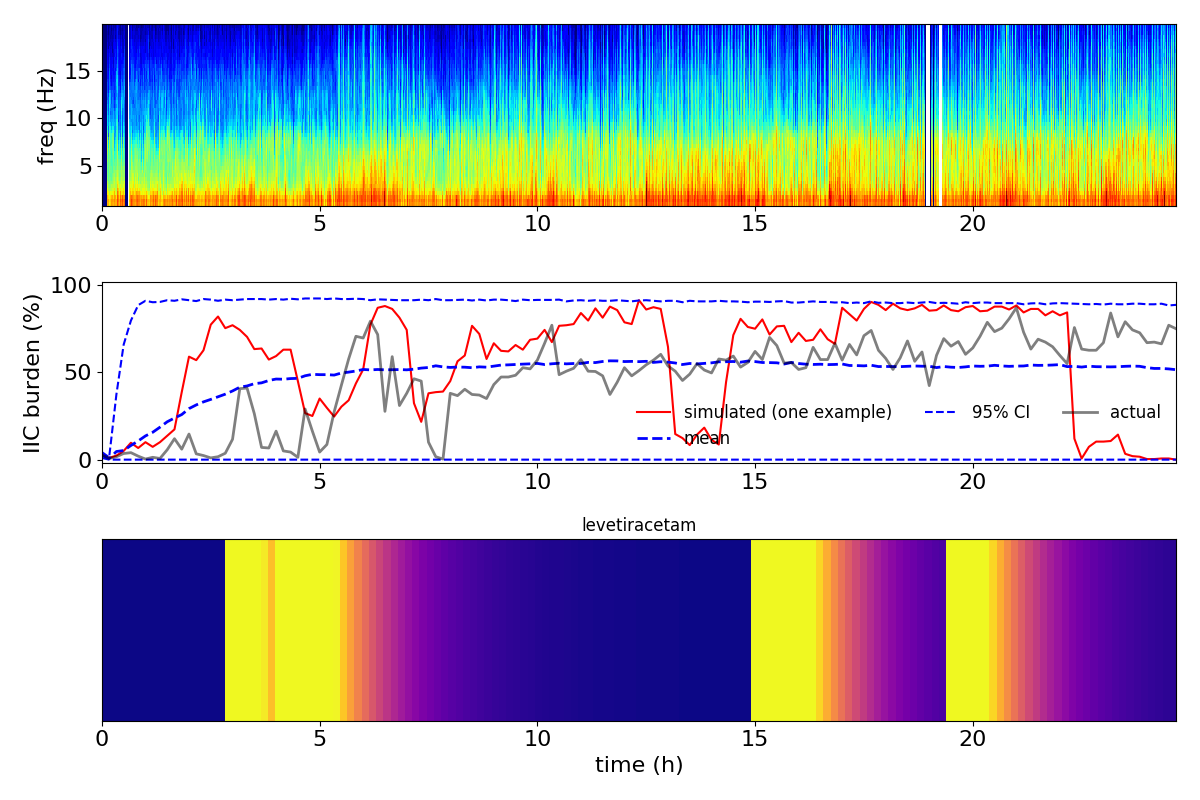 freq (Hz)
15
10
5
0 5 10 15 20
IIC burden (%)
100
50
0
simulated (one example) 95% CI actual
mean
0 5 10 15 20
levetiracetam
0 5 10 15 20
time (h)